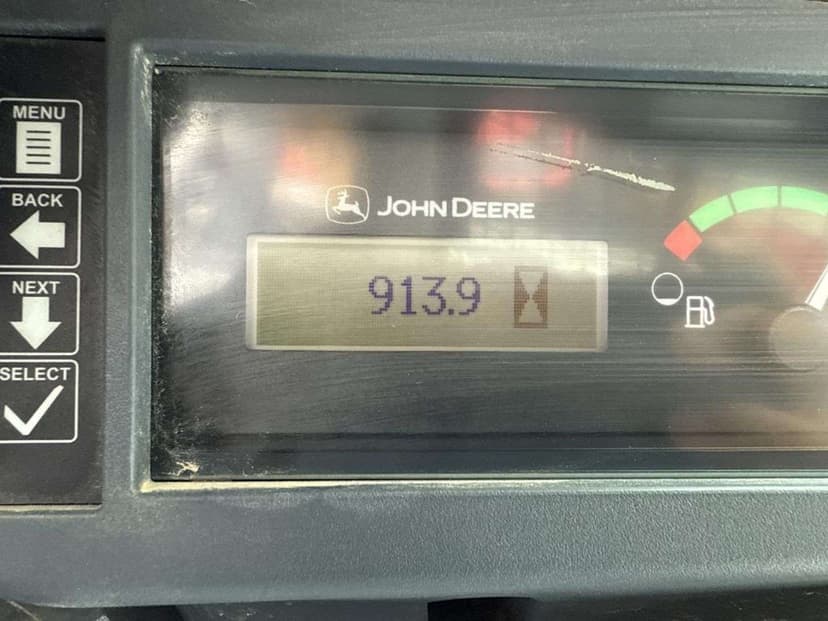 MENU
BACK
NEXT
SELECT
JOHN DEERE
913.9